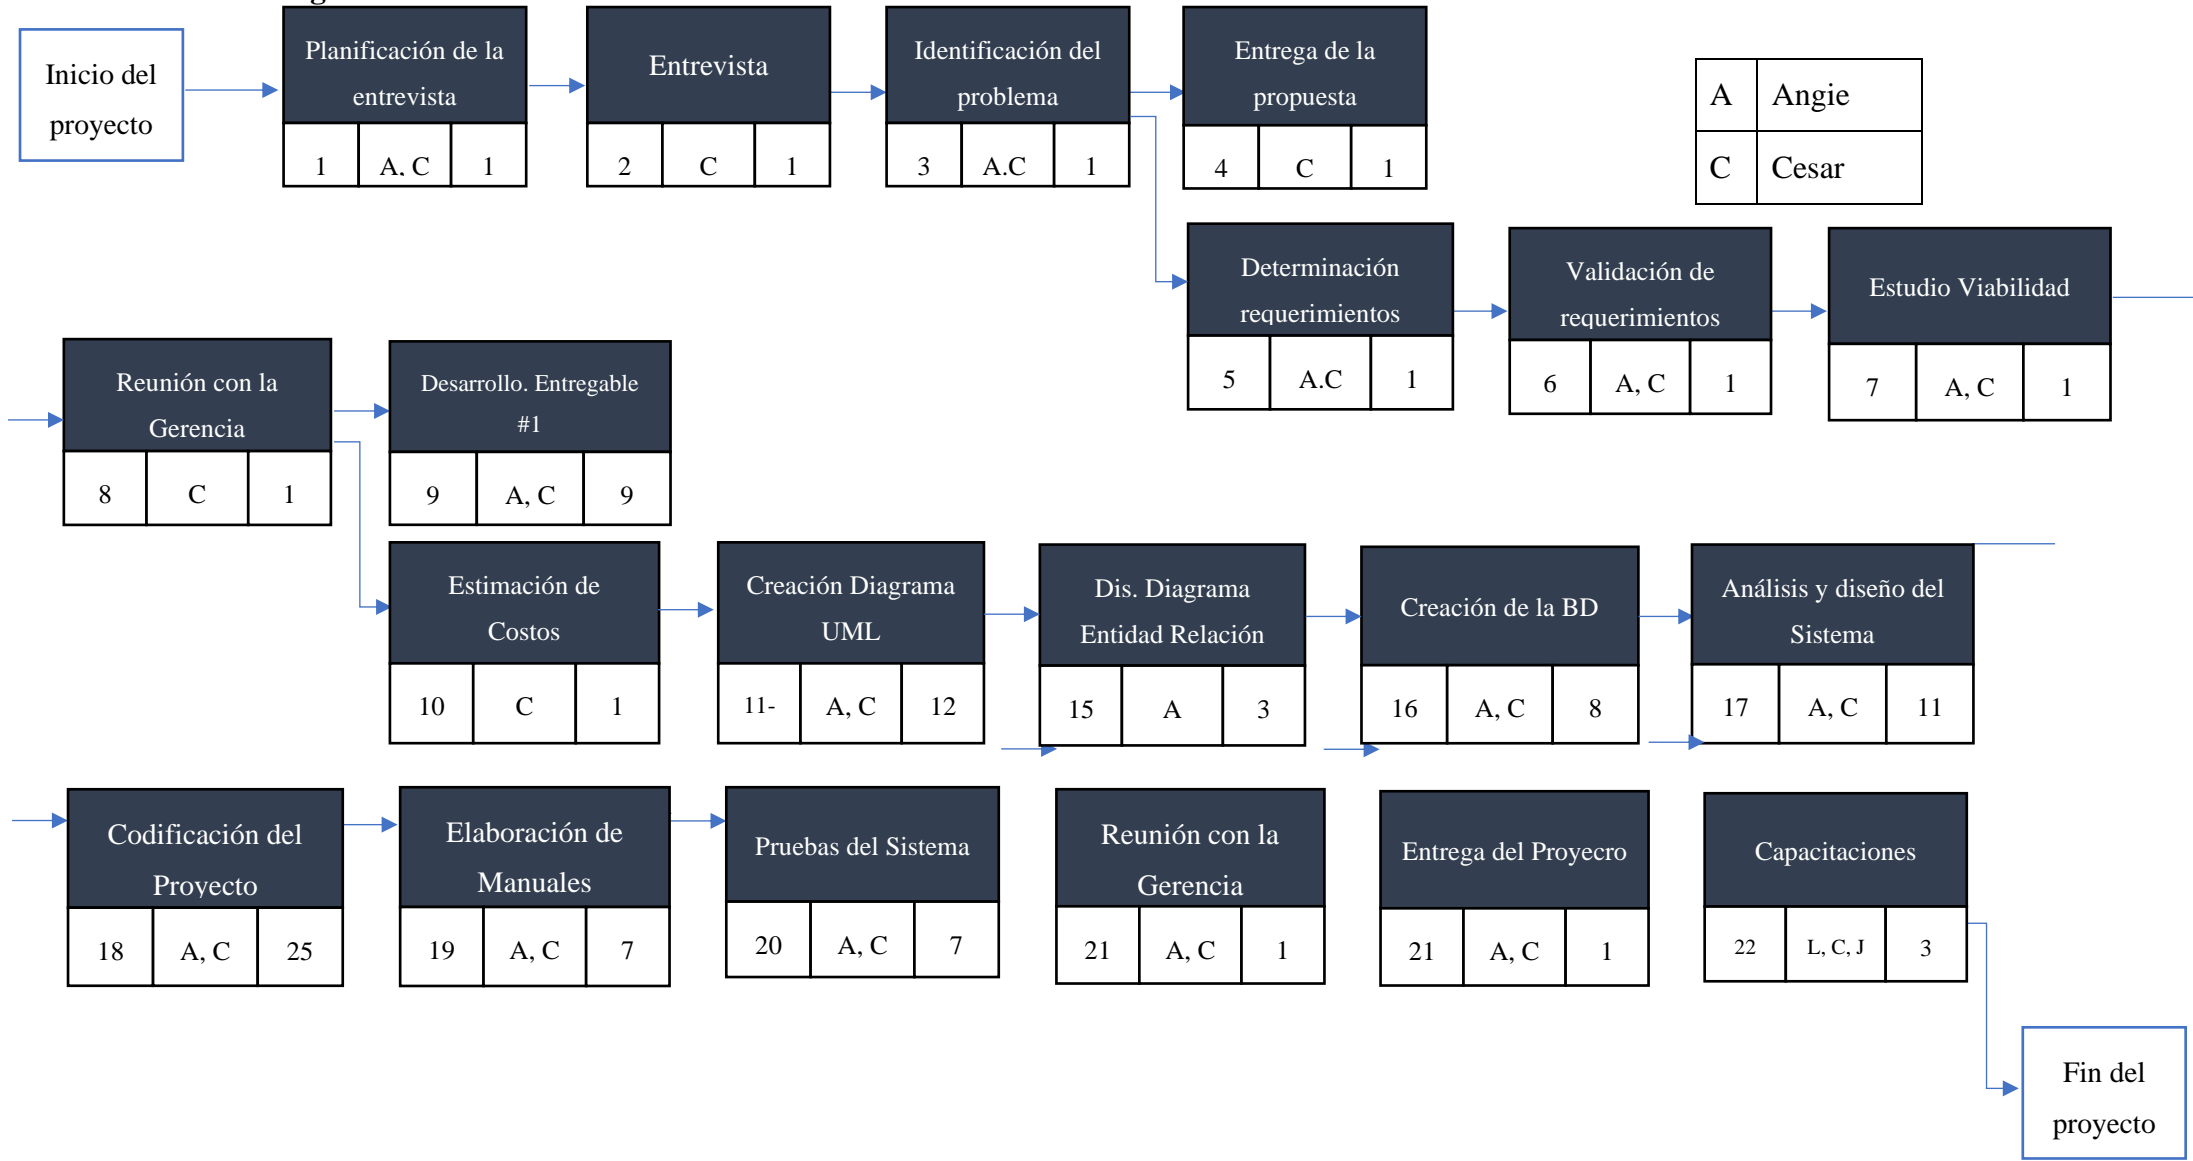 g
Inicio del
proyecto
Planificación de la
entrevista
1 A, C 1
Entrevista
2 C 1
Identificación del
problema
3 A.C 1
Entrega de la
propuesta
4 C 1
A Angie
C Cesar
Determinación
requerimientos
5 A.C 1
Validación de
requerimientos
6 A, C 1
Estudio Viabilidad
7 A, C 1
Reunión con la
Gerencia
8 C 1
Desarrollo. Entregable
#1
9 A, C 9
Estimación de
Costos
10 C 1
Creación Diagrama
UML
11- A, C 12
Dis. Diagrama
Entidad Relación
15 A 3
Creación de la BD
16 A, C 8
Análisis y diseño del
Sistema
17 A, C 11
Codificación del
Proyecto
18 A, C 25
Elaboración de
Manuales
19 A, C 7
Pruebas del Sistema
20 A, C 7
Reunión con la
Gerencia
21 A, C 1
Entrega del Proyecro
21 A, C 1
Capacitaciones
22 L, C, J 3
Fin del
proyecto